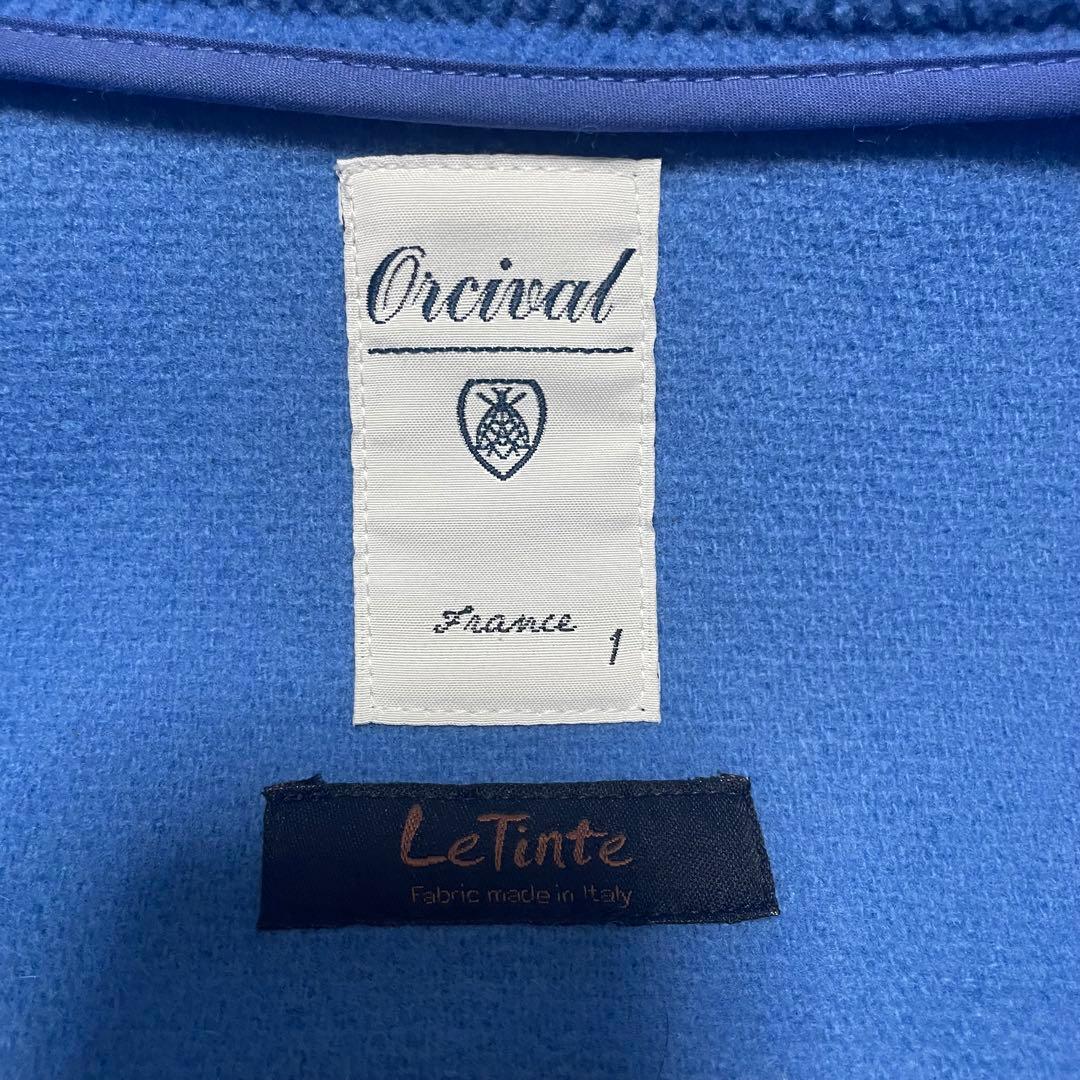 Orcival
France
1
LeTinte
Fabric made in Italy